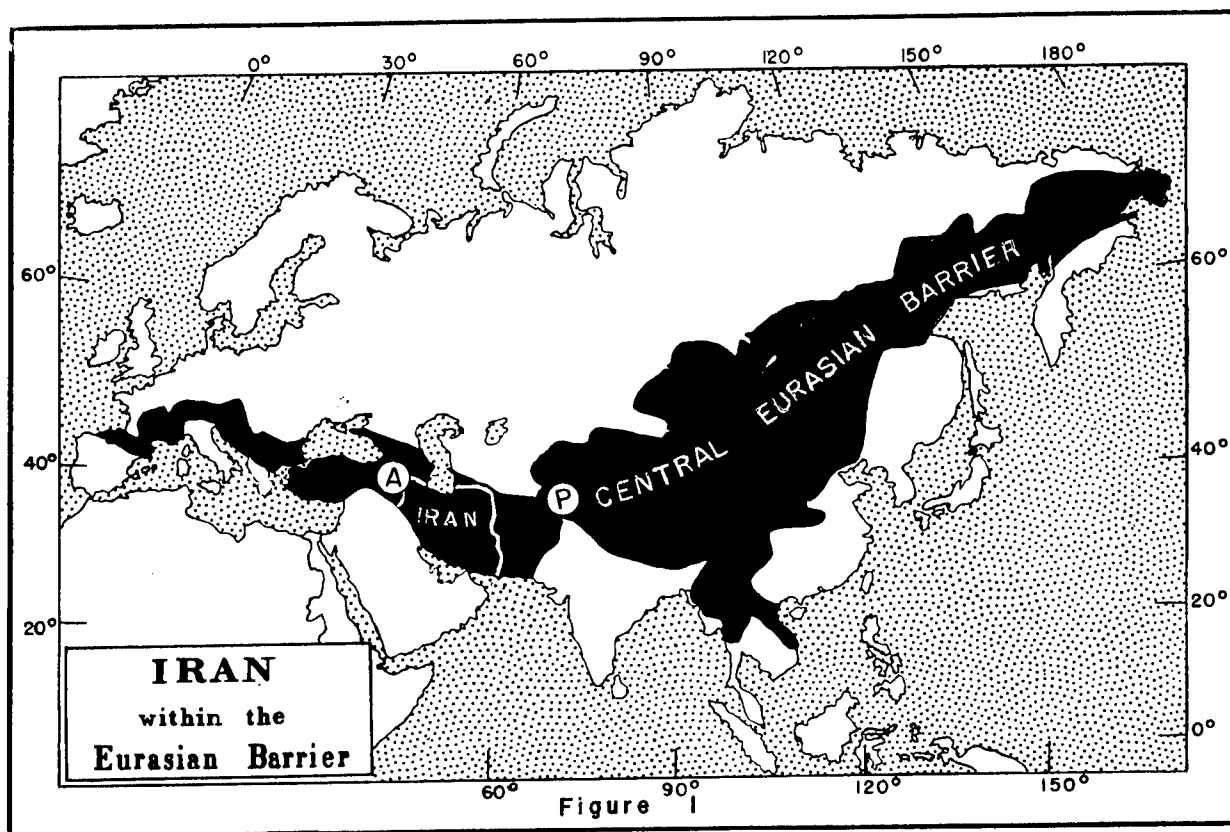 0° 30° 60° 90° 120° 150° 180°
60° 60°
40° 40°
20° 20°
0°
CENTRAL EURASIAN BARRIER
A
P
IRAN
IRAN
within the
Eurasian Barrier
60° 90° 120° 150°
Figure 1